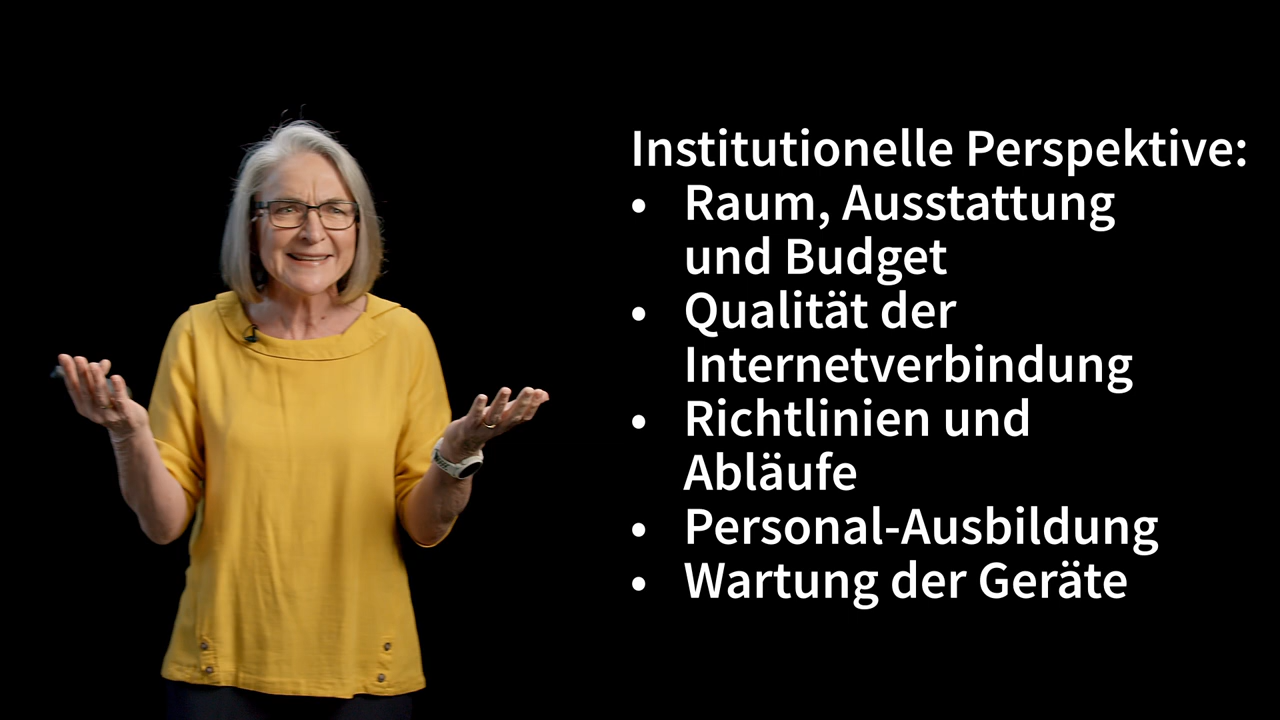 Institutionelle Perspektive:
• Raum, Ausstattung
und Budget
• Qualität der
Internetverbindung
• Richtlinien und
Abläufe
• Personal-Ausbildung
• Wartung der Geräte